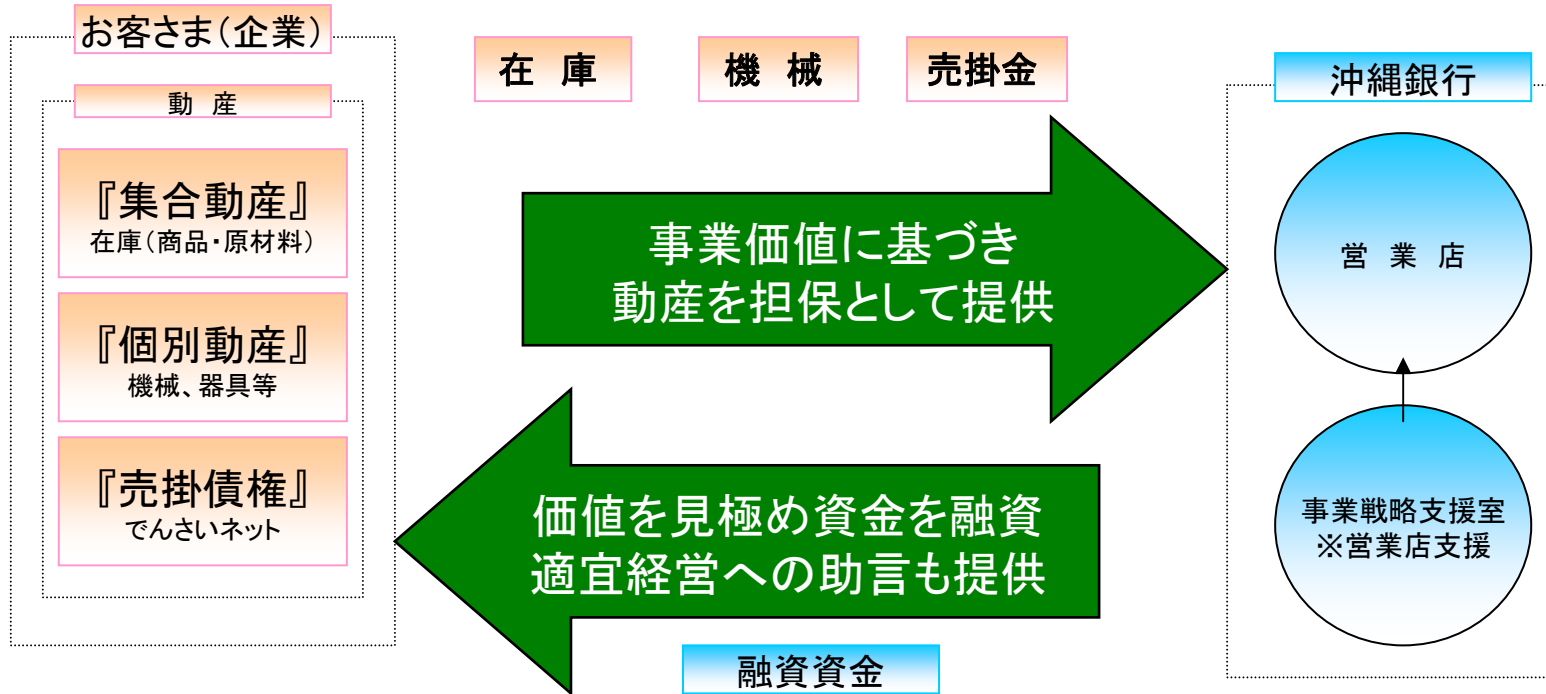 お客さま(企業)
動 産
『集合動産』
在庫(商品・原材料)
『個別動産』
機械、器具等
『売掛債権』
でんさいネット
在 庫
機 械
売掛金
事業価値に基づき
動産を担保として提供
価値を見極め資金を融資
適宜経営への助言も提供
融資資金
沖縄銀行
営 業 店
事業戦略支援室
※営業店支援